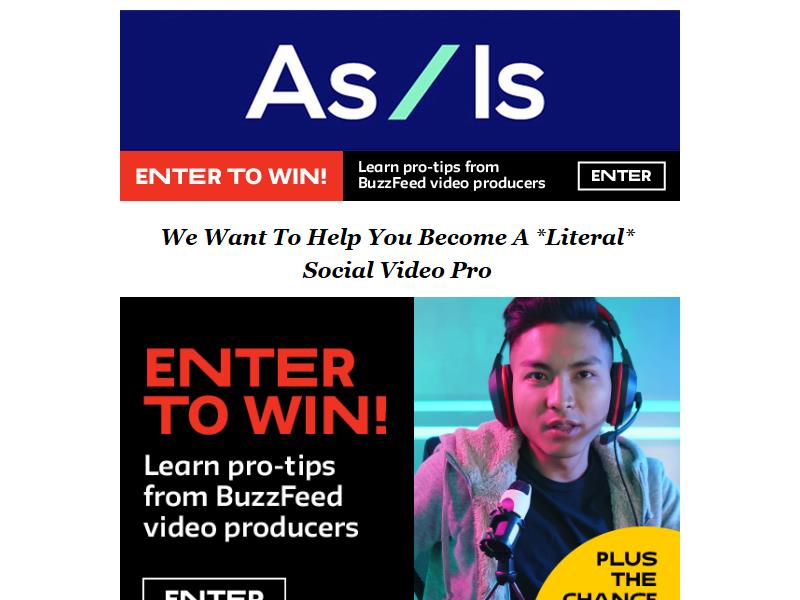 As/Is
ENTER TO WIN!
Learn pro-tips from
BuzzFeed video producers
ENTER
We Want To Help You Become A *Literal*
Social Video Pro
ENTER
TO WIN!
Learn pro-tips
from BuzzFeed
video producers
ENTER
PLUS
THE
CHANCE